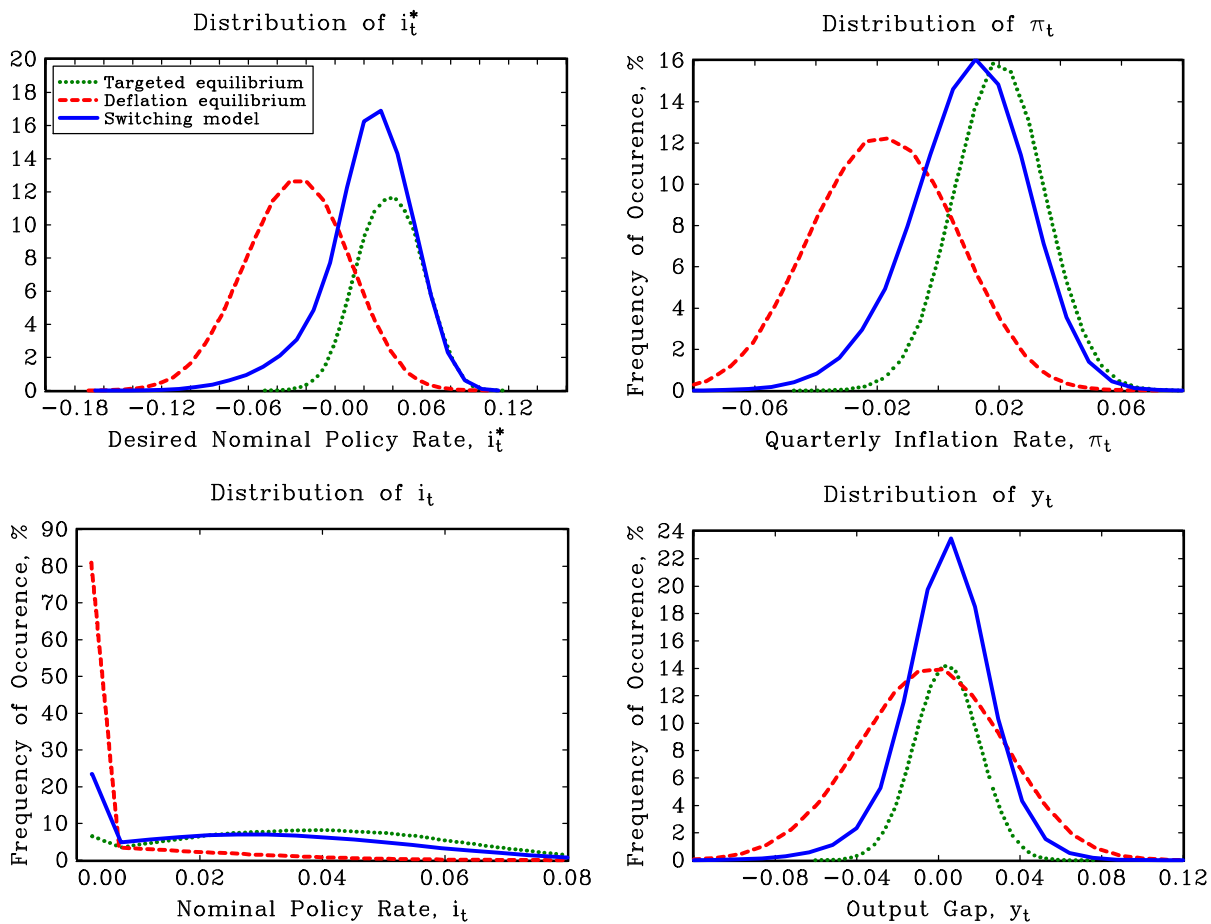 Distribution of i*t
20
18
16
14
12
10
8
6
4
2
0
Targeted equilibrium
Deflation equilibrium
Switching model
−0.18 −0.12 −0.06 −0.00 0.06 0.12
Desired Nominal Policy Rate, i*t
Distribution of πt
Frequency of Occurence, %
16
14
12
10
8
6
4
2
0
−0.06 −0.02 0.02 0.06
Quarterly Inflation Rate, πt
Distribution of it
Frequency of Occurence, %
90
80
70
60
50
40
30
20
10
0
0.00 0.02 0.04 0.06 0.08
Nominal Policy Rate, it
Distribution of yt
Frequency of Occurence, %
24
22
20
18
16
14
12
10
8
6
4
2
0
−0.08 −0.04 0.00 0.04 0.08 0.12
Output Gap, yt